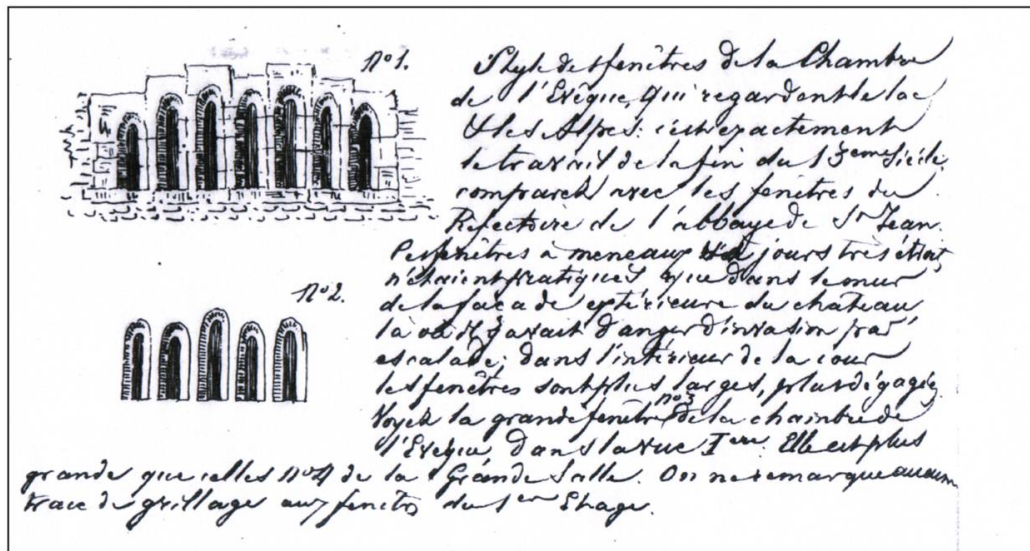 N° 1.
Style des fenêtres de la Chambre
de l'Evêque, qui regardent le lac
& les Alpes: c'est exactement
le travail de la fin du 13eme Siècle.
comparez avec les fenêtres du
Réfectoire de l'abbaye de St Jean.
Ces fenêtres à meneaux jours très étroits
n'étaient pratiquées que dans le mur
N° 2.
de la façade extérieure du château
là où il y avait danger d'invasion par
escalade; dans l'intérieur de la cour
les fenêtres sont plus larges, plus dégagées
Voyez la grande fenêtre n° 3 de la chambre de
l'Evêque, dans la vue Iere. Elle est plus
grande que celles n° 4 de la Grande Salle. On ne remarque aucune
trace de grillage aux fenêtres du 1er Etage.